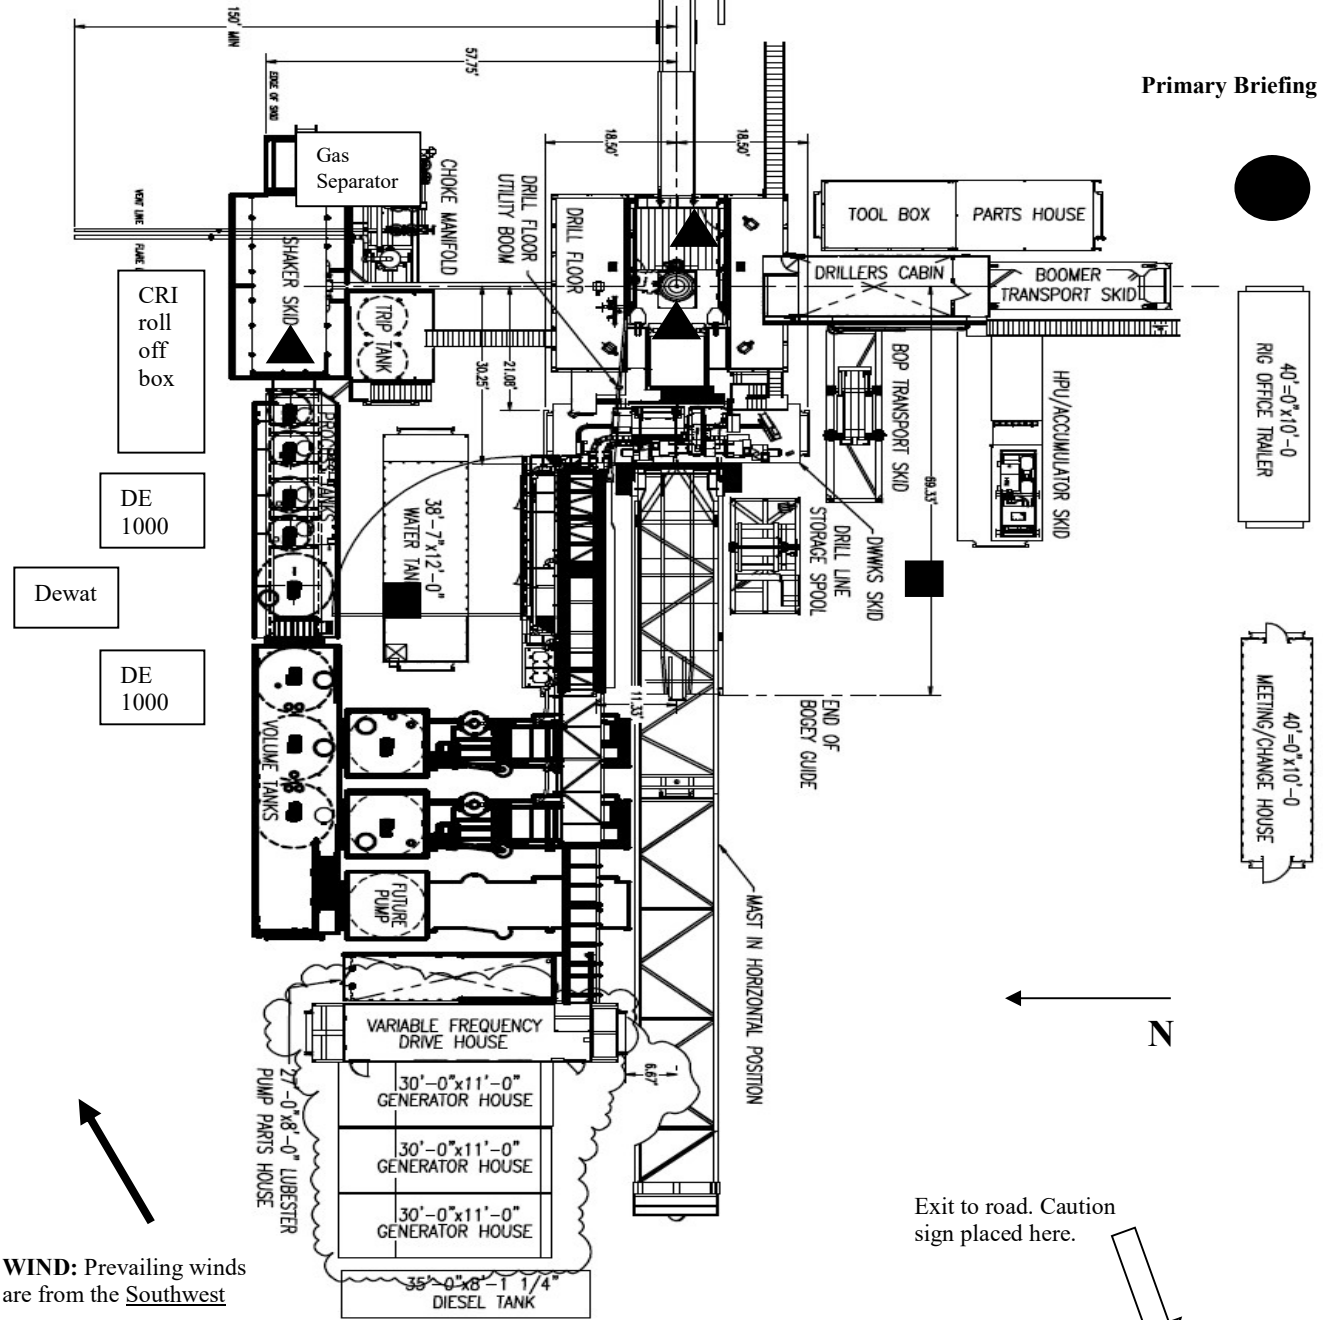 150' MIN
57.75'
EDGE OF SKID
Primary Briefing
18.50'
18.50'
Gas
Separator
CHOKE MANIFOLD
DRILL FLOOR
UTILITY BOOM
DRILL FLOOR
TOOL BOX
PARTS HOUSE
VENT LINE
SHAKER SKID
DRILLERS CABIN
BOOMER
TRANSPORT SKID
CRI
roll
off
box
TRIP TANK
30.25'
21.08'
BOP TRANSPORT SKID
HPU/ACCUMULATOR SKID
40'=0"x10'-0
RIG OFFICE TRAILER
DE
1000
38'-7"x12'-0"
69.33'
DRILL LINE
STORAGE SPOOL
DWWKS SKID
Dewat
DE
1000
VOLUME TANKS
11.33'
END OF
BOGEY GUIDE
40'=0"x10'-0
MEETING/CHANGE HOUSE
FUTURE
PUMP
MAST IN HORIZONTAL POSITION
N
VARIABLE FREQUENCY
DRIVE HOUSE
6.67'
27'-0"x8'-0" LUBESTER
PUMP PARTS HOUSE
30'-0"x11'-0"
GENERATOR HOUSE
30'-0"x11'-0"
GENERATOR HOUSE
30'-0"x11'-0"
GENERATOR HOUSE
35'-0"x8'-1 1/4"
DIESEL TANK
Exit to road. Caution
sign placed here.
WIND: Prevailing winds
are from the Southwest